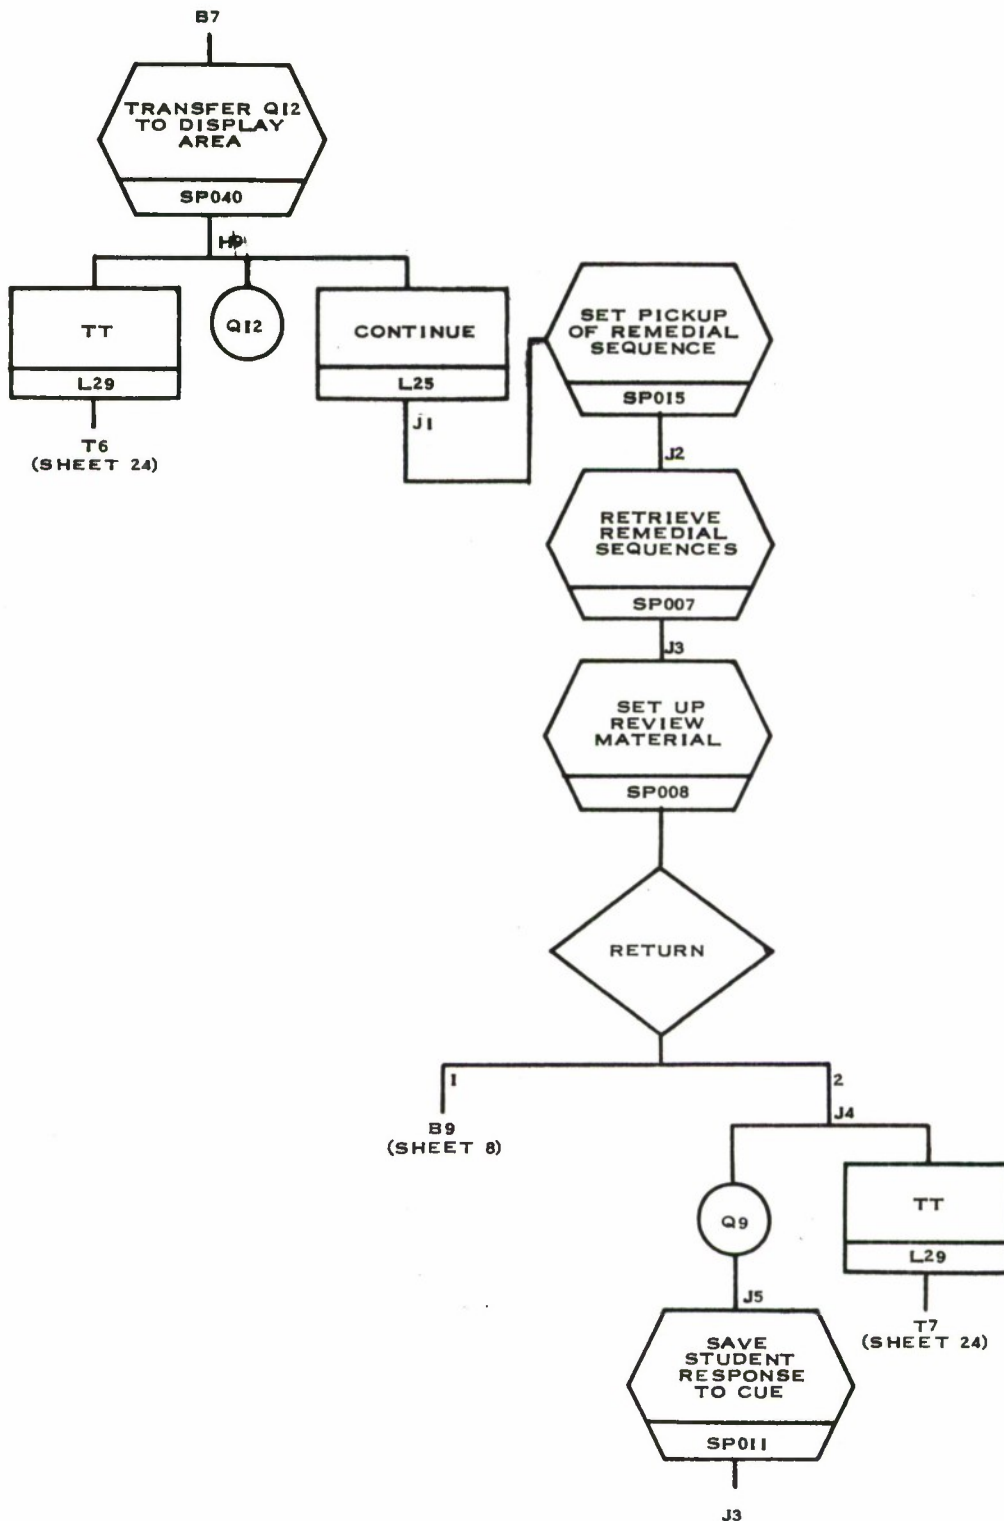 B7
TRANSFER Q12
TO DISPLAY
AREA
SP040
H9
TT
L29
T6
(SHEET 24)
Q12
CONTINUE
L25
J1
SET PICKUP
OF REMEDIAL
SEQUENCE
SP015
J2
RETRIEVE
REMEDIAL
SEQUENCES
SP007
J3
SET UP
REVIEW
MATERIAL
SP008
RETURN
1
B9
(SHEET 8)
2
J4
Q9
TT
L29
T7
(SHEET 24)
J5
SAVE
STUDENT
RESPONSE
TO CUE
SP011
J3